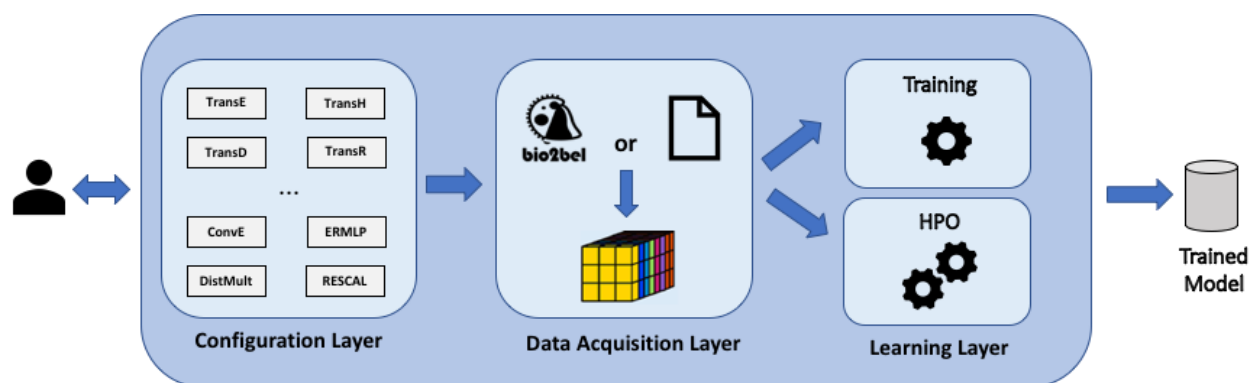 TransE
TransH
TransD
TransR
...
ConvE
ERMLP
DistMult
RESCAL
Configuration Layer
bio2bel
or
Data Acquisition Layer
Training
HPO
Learning Layer
Trained
Model